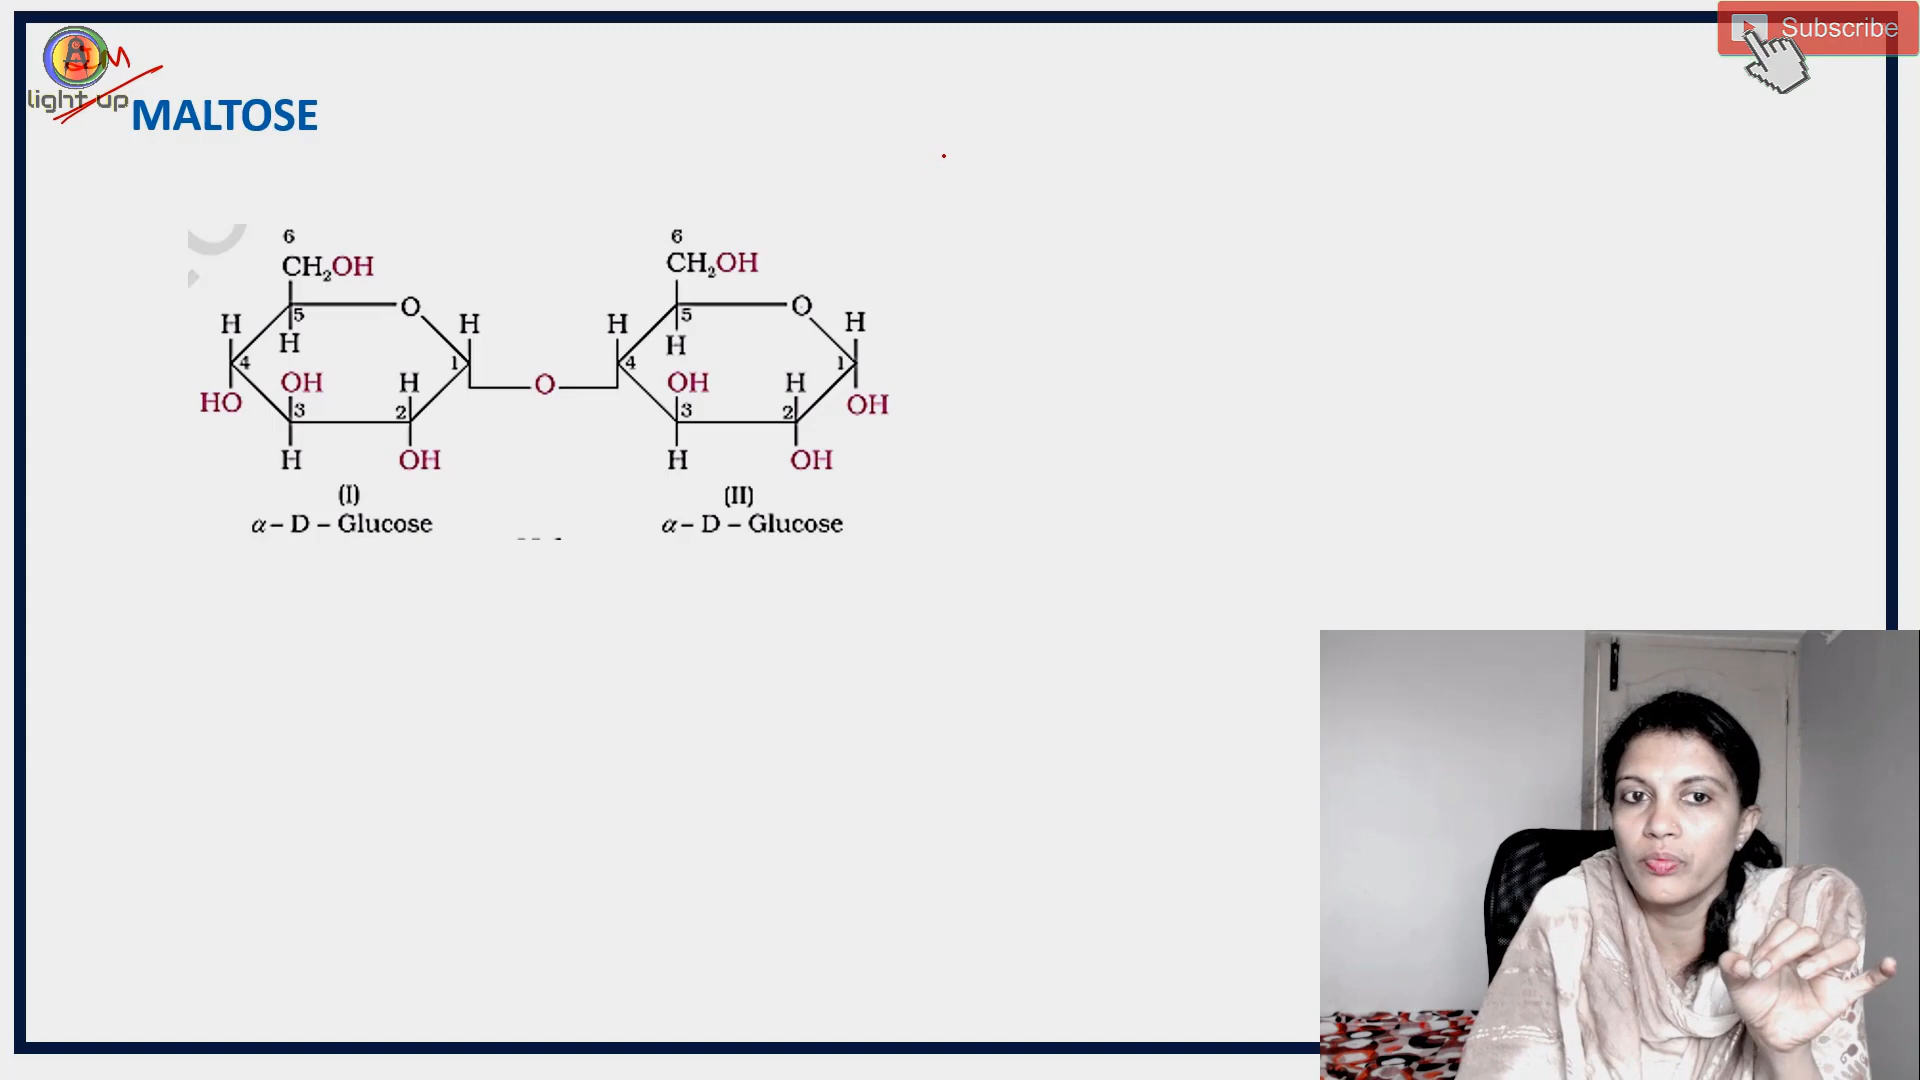 Subscribe
JM
light up
MALTOSE
6 6
CH₂OH CH₂OH
5 O 5 O
H H H H
H H
4 1 4 1
OH H O OH H
HO 3 2 3 2 OH
H OH H OH
(I) (II)
α – D – Glucose α – D – Glucose